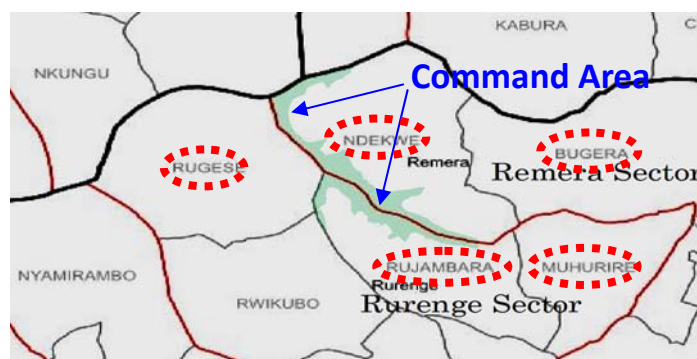 KABURA
C
NKUNGU
Command Area
NDEKWE
Remera
BUGERA
RUGESE
Remera Sector
RUJAMBARA
MUHURIRE
NYAMIRAMBO
Rurenge
RWIKUBO
Rurenge Sector